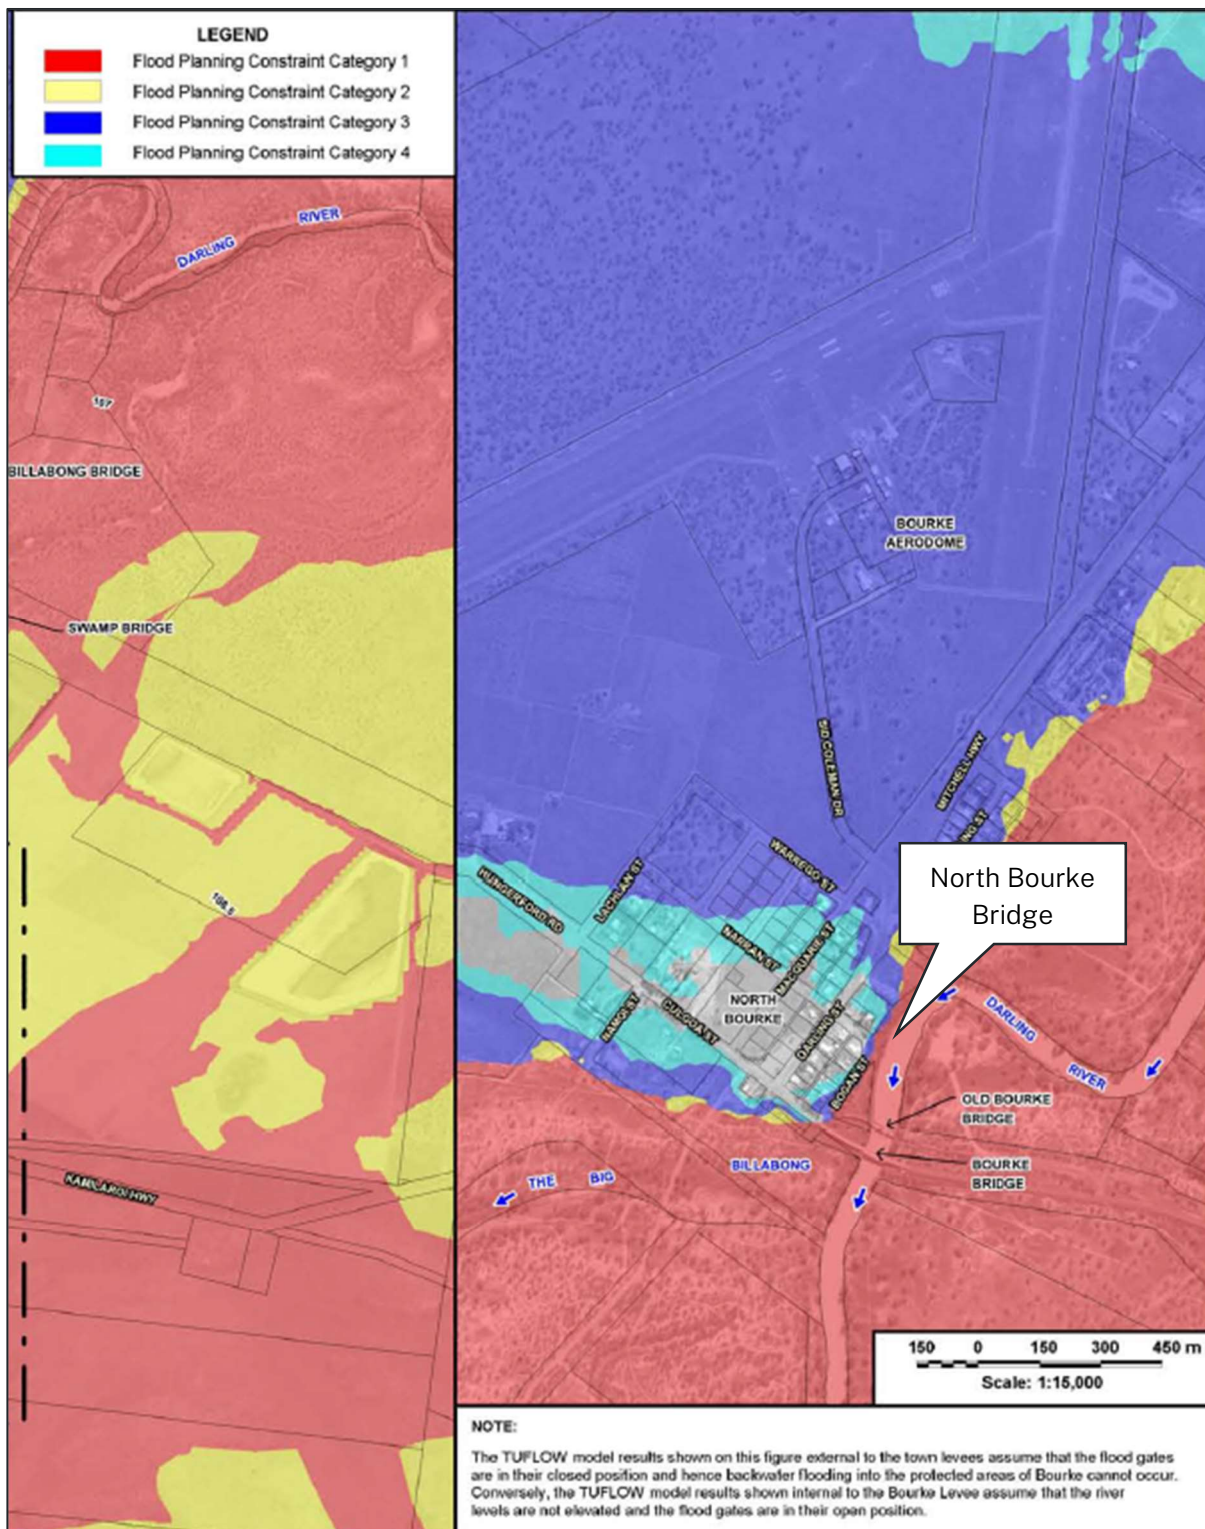 LEGEND
Flood Planning Constraint Category 1
Flood Planning Constraint Category 2
Flood Planning Constraint Category 3
Flood Planning Constraint Category 4
DARLING
RIVER
107
BILLABONG BRIDGE
SWAMP BRIDGE
BOURKE
AERODOME
SID COLEMAN DR
MITCHELL HWY
ING ST
WARREGO ST
LACHLAN ST
HUNGERFORD RD
NARRAN ST
MACQUARIE ST
NORTH
BOURKE
NAMOI ST
CULGOA ST
DARLING ST
BOGAN ST
North Bourke
Bridge
DARLING
RIVER
OLD BOURKE
BRIDGE
BOURKE
BRIDGE
THE BIG
BILLABONG
106.5
KAMILAROI HWY
150 0 150 300 450 m
Scale: 1:15,000
NOTE:
The TUFLOW model results shown on this figure external to the town levees assume that the flood gates
are in their closed position and hence backwater flooding into the protected areas of Bourke cannot occur.
Conversely, the TUFLOW model results shown internal to the Bourke Levee assume that the river
levels are not elevated and the flood gates are in their open position.